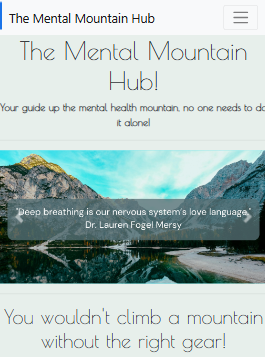 The Mental Mountain Hub
The Mental Mountain
Hub!
Your guide up the mental health mountain, no one needs to do
it alone!
"Deep breathing is our nervous system's love language."
Dr. Lauren Fogel Mersy
You wouldn't climb a mountain
without the right gear!